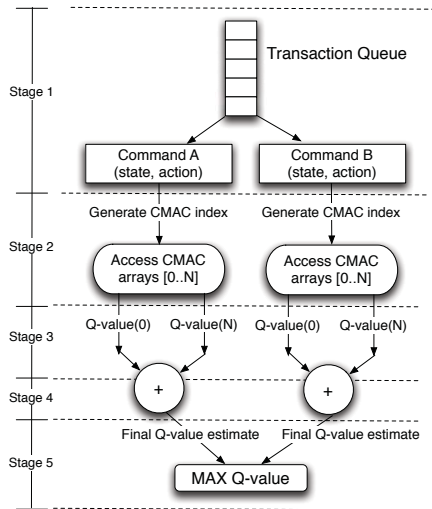 Transaction Queue
Stage 1
Command A
(state, action)
Command B
(state, action)
Generate CMAC index
Generate CMAC index
Stage 2
Access CMAC
arrays [0..N]
Access CMAC
arrays [0..N]
Q-value(0)
Q-value(N)
Q-value(0)
Q-value(N)
Stage 3
+
+
Stage 4
Final Q-value estimate
Final Q-value estimate
Stage 5
MAX Q-value